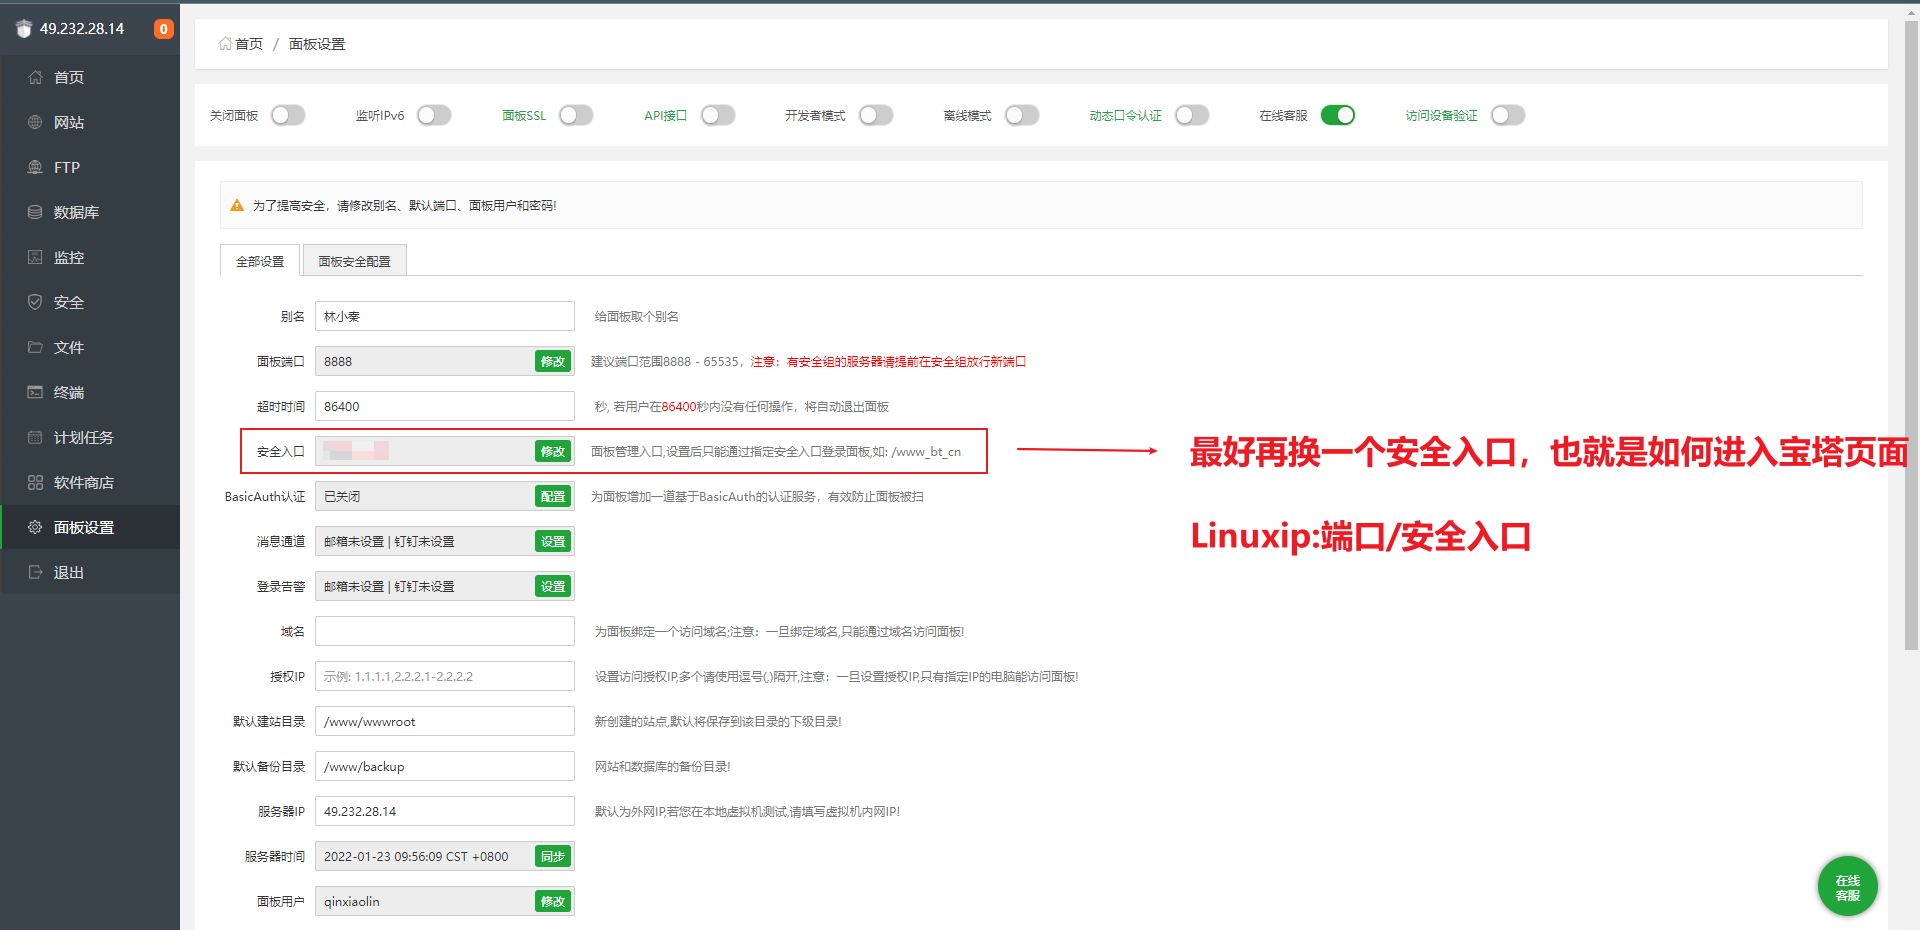 49.232.28.14 0
首页
网站
FTP
数据库
监控
安全
文件
终端
计划任务
软件商店
面板设置
退出
首页 / 面板设置
关闭面板 监听IPv6 面板SSL API接口 开发者模式 离线模式 动态口令认证 在线客服 访问设备验证
为了提高安全，请修改别名、默认端口、面板用户和密码!
全部设置 面板安全配置
别名 林小秦 给面板取个别名
面板端口 8888 修改 建议端口范围8888 - 65535，注意：有安全组的服务器请提前在安全组放行新端口
超时时间 86400 秒, 若用户在86400秒内没有任何操作，将自动退出面板
安全入口 修改 面板管理入口,设置后只能通过指定安全入口登录面板,如: /www_bt_cn
最好再换一个安全入口，也就是如何进入宝塔页面
BasicAuth认证 已关闭 配置 为面板增加一道基于BasicAuth的认证服务，有效防止面板被扫
Linuxip:端口/安全入口
消息通道 邮箱未设置 | 钉钉未设置 设置
登录告警 邮箱未设置 | 钉钉未设置 设置
域名 为面板绑定一个访问域名;注意：一旦绑定域名,只能通过域名访问面板!
授权IP 示例: 1.1.1.1,2.2.2.1-2.2.2.2 设置访问授权IP,多个请使用逗号(,)隔开,注意：一旦设置授权IP,只有指定IP的电脑能访问面板!
默认建站目录 /www/wwwroot 新创建的站点,默认将保存到该目录的下级目录!
默认备份目录 /www/backup 网站和数据库的备份目录!
服务器IP 49.232.28.14 默认为外网IP,若您在本地虚拟机测试,请填写虚拟机内网IP!
服务器时间 2022-01-23 09:56:09 CST +0800 同步
面板用户 qinxiaolin 修改
在线
客服